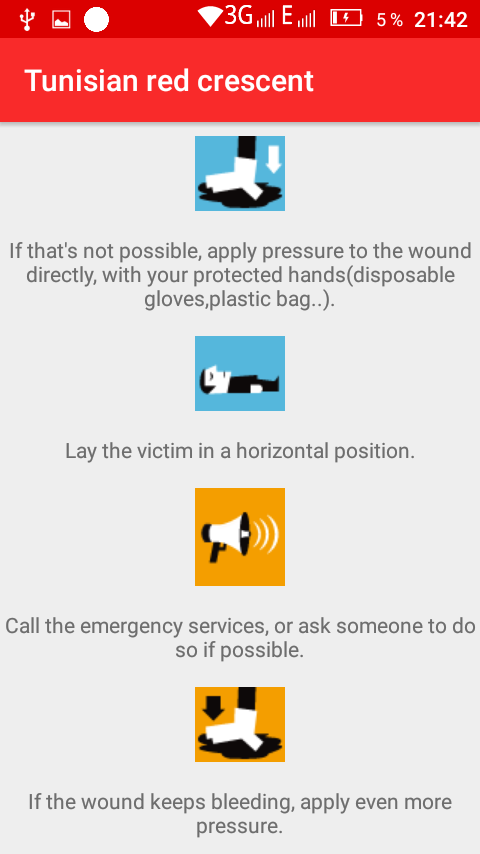 3G E 5 % 21:42
Tunisian red crescent
If that's not possible, apply pressure to the wound
directly, with your protected hands(disposable
gloves,plastic bag..).
Lay the victim in a horizontal position.
Call the emergency services, or ask someone to do
so if possible.
If the wound keeps bleeding, apply even more
pressure.